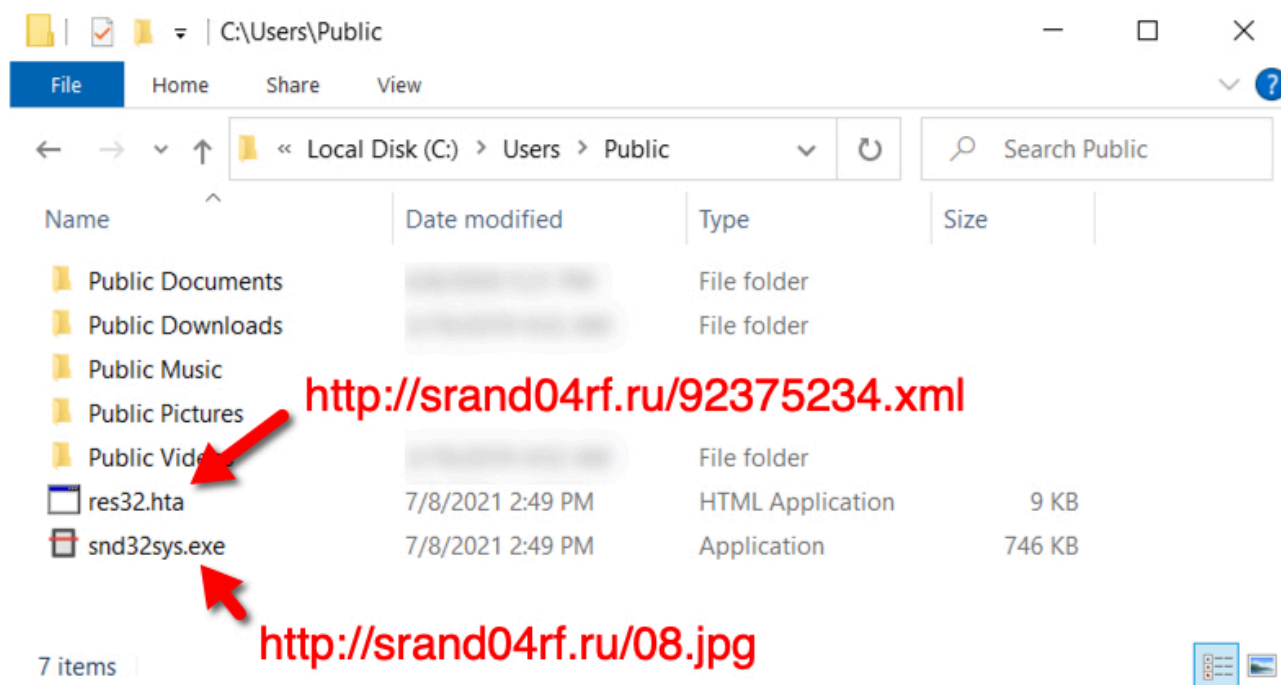 C:\Users\Public
File Home Share View ?
« Local Disk (C:) > Users > Public Search Public
Name Date modified Type Size
Public Documents File folder
Public Downloads File folder
Public Music
http://srand04rf.ru/92375234.xml
Public Pictures
Public File folder
res32.hta 7/8/2021 2:49 PM HTML Application 9 KB
snd32sys.exe 7/8/2021 2:49 PM Application 746 KB
http://srand04rf.ru/08.jpg
7 items